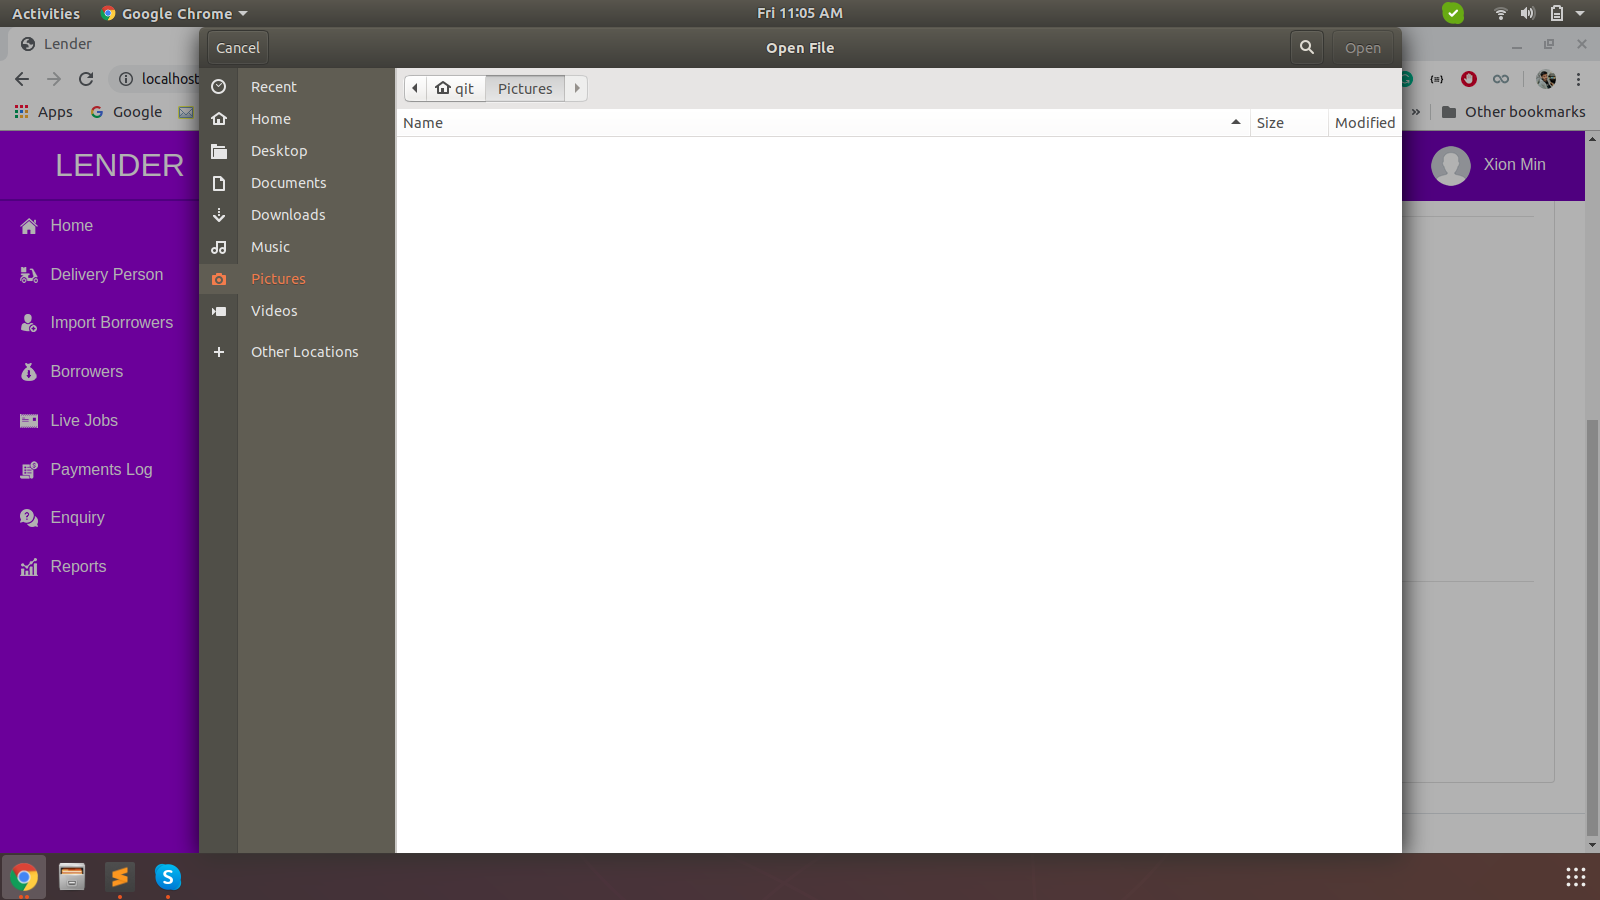 Activities Google Chrome Fri 11:05 AM
Lender
Cancel Open File Open
localhost
Apps Google Other bookmarks
qit Pictures
Name Size Modified
Recent
Home
Desktop
Documents
Downloads
Music
Pictures
Videos
Other Locations
LENDER
Xion Min
Home
Delivery Person
Import Borrowers
Borrowers
Live Jobs
Payments Log
Enquiry
Reports